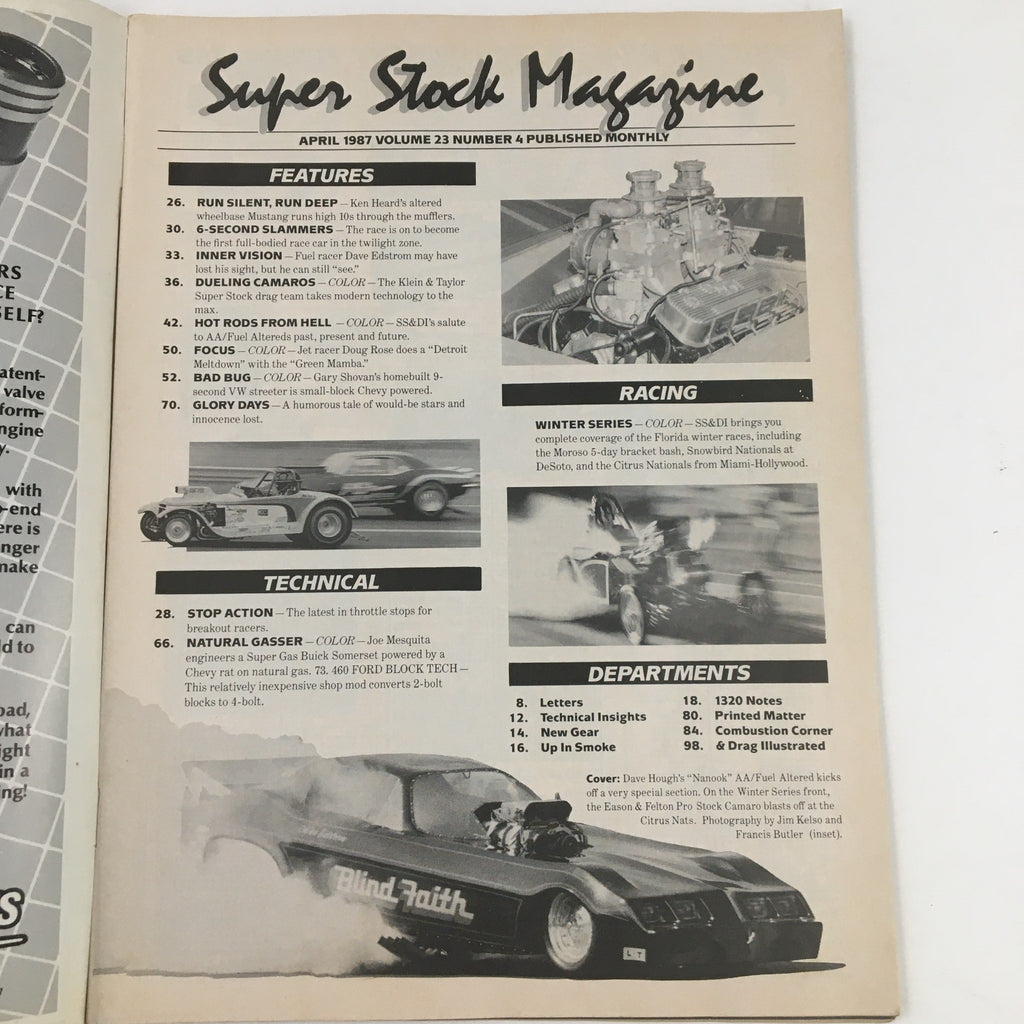 RS
CE
SELF?
atent-
valve
form-
ngine
y.
with
-end
ere is
nger
make
can
ld to
oad,
what
ight
in a
ng!
S
Super Stock Magazine
APRIL 1987 VOLUME 23 NUMBER 4 PUBLISHED MONTHLY
FEATURES
26. RUN SILENT, RUN DEEP — Ken Heard's altered
wheelbase Mustang runs high 10s through the mufflers.
30. 6-SECOND SLAMMERS — The race is on to become
the first full-bodied race car in the twilight zone.
33. INNER VISION — Fuel racer Dave Edstrom may have
lost his sight, but he can still "see."
36. DUELING CAMAROS — COLOR — The Klein & Taylor
Super Stock drag team takes modern technology to the
max.
42. HOT RODS FROM HELL — COLOR — SS&DI's salute
to AA/Fuel Altereds past, present and future.
50. FOCUS — COLOR — Jet racer Doug Rose does a "Detroit
Meltdown" with the "Green Mamba."
52. BAD BUG — COLOR — Gary Shovan's homebuilt 9-
second VW streeter is small-block Chevy powered.
70. GLORY DAYS — A humorous tale of would-be stars and
innocence lost.
TECHNICAL
28. STOP ACTION — The latest in throttle stops for
breakout racers.
66. NATURAL GASSER — COLOR — Joe Mesquita
engineers a Super Gas Buick Somerset powered by a
Chevy rat on natural gas. 73. 460 FORD BLOCK TECH —
This relatively inexpensive shop mod converts 2-bolt
blocks to 4-bolt.
RACING
WINTER SERIES — COLOR — SS&DI brings you
complete coverage of the Florida winter races, including
the Moroso 5-day bracket bash, Snowbird Nationals at
DeSoto, and the Citrus Nationals from Miami-Hollywood.
DEPARTMENTS
8. Letters
12. Technical Insights
14. New Gear
16. Up In Smoke
18. 1320 Notes
80. Printed Matter
84. Combustion Corner
98. & Drag Illustrated
Cover: Dave Hough's "Nanook" AA/Fuel Altered kicks
off a very special section. On the Winter Series front,
the Eason & Felton Pro Stock Camaro blasts off at the
Citrus Nats. Photography by Jim Kelso and
Francis Butler (inset).
Blind Faith
L-T